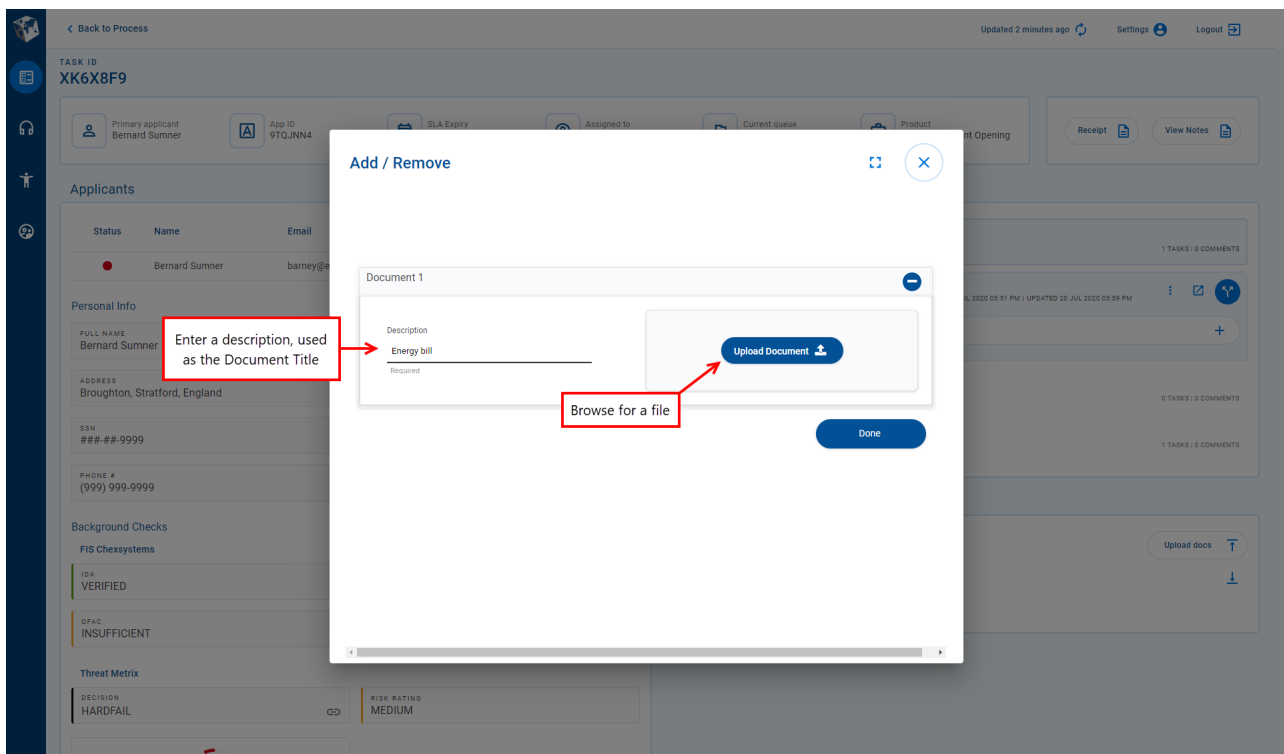 Back to Process
Updated 2 minutes ago
Settings
Logout
TASK ID
XK6X8F9
Primary applicant
Bernard Sumner
App ID
9TQJNN4
SLA Expiry
Assigned to
Current queue
Product
nt Opening
Receipt
View Notes
Applicants
Status
Name
Email
Bernard Sumner
barney@e
1 TASKS | 0 COMMENTS
JL 2020 05:51 PM | UPDATED 20 JUL 2020 05:59 PM
0 TASKS | 0 COMMENTS
1 TASKS | 0 COMMENTS
Upload docs
Personal Info
FULL NAME
Bernard Sumner
ADDRESS
Broughton, Stratford, England
SSN
###-##-9999
PHONE #
(999) 999-9999
Background Checks
FIS Chexsystems
IDA
VERIFIED
OFAC
INSUFFICIENT
Threat Metrix
DECISION
HARDFAIL
RISK RATING
MEDIUM
Add / Remove
Document 1
Description
Energy bill
Required
Upload Document
Done
Enter a description, used
as the Document Title
Browse for a file